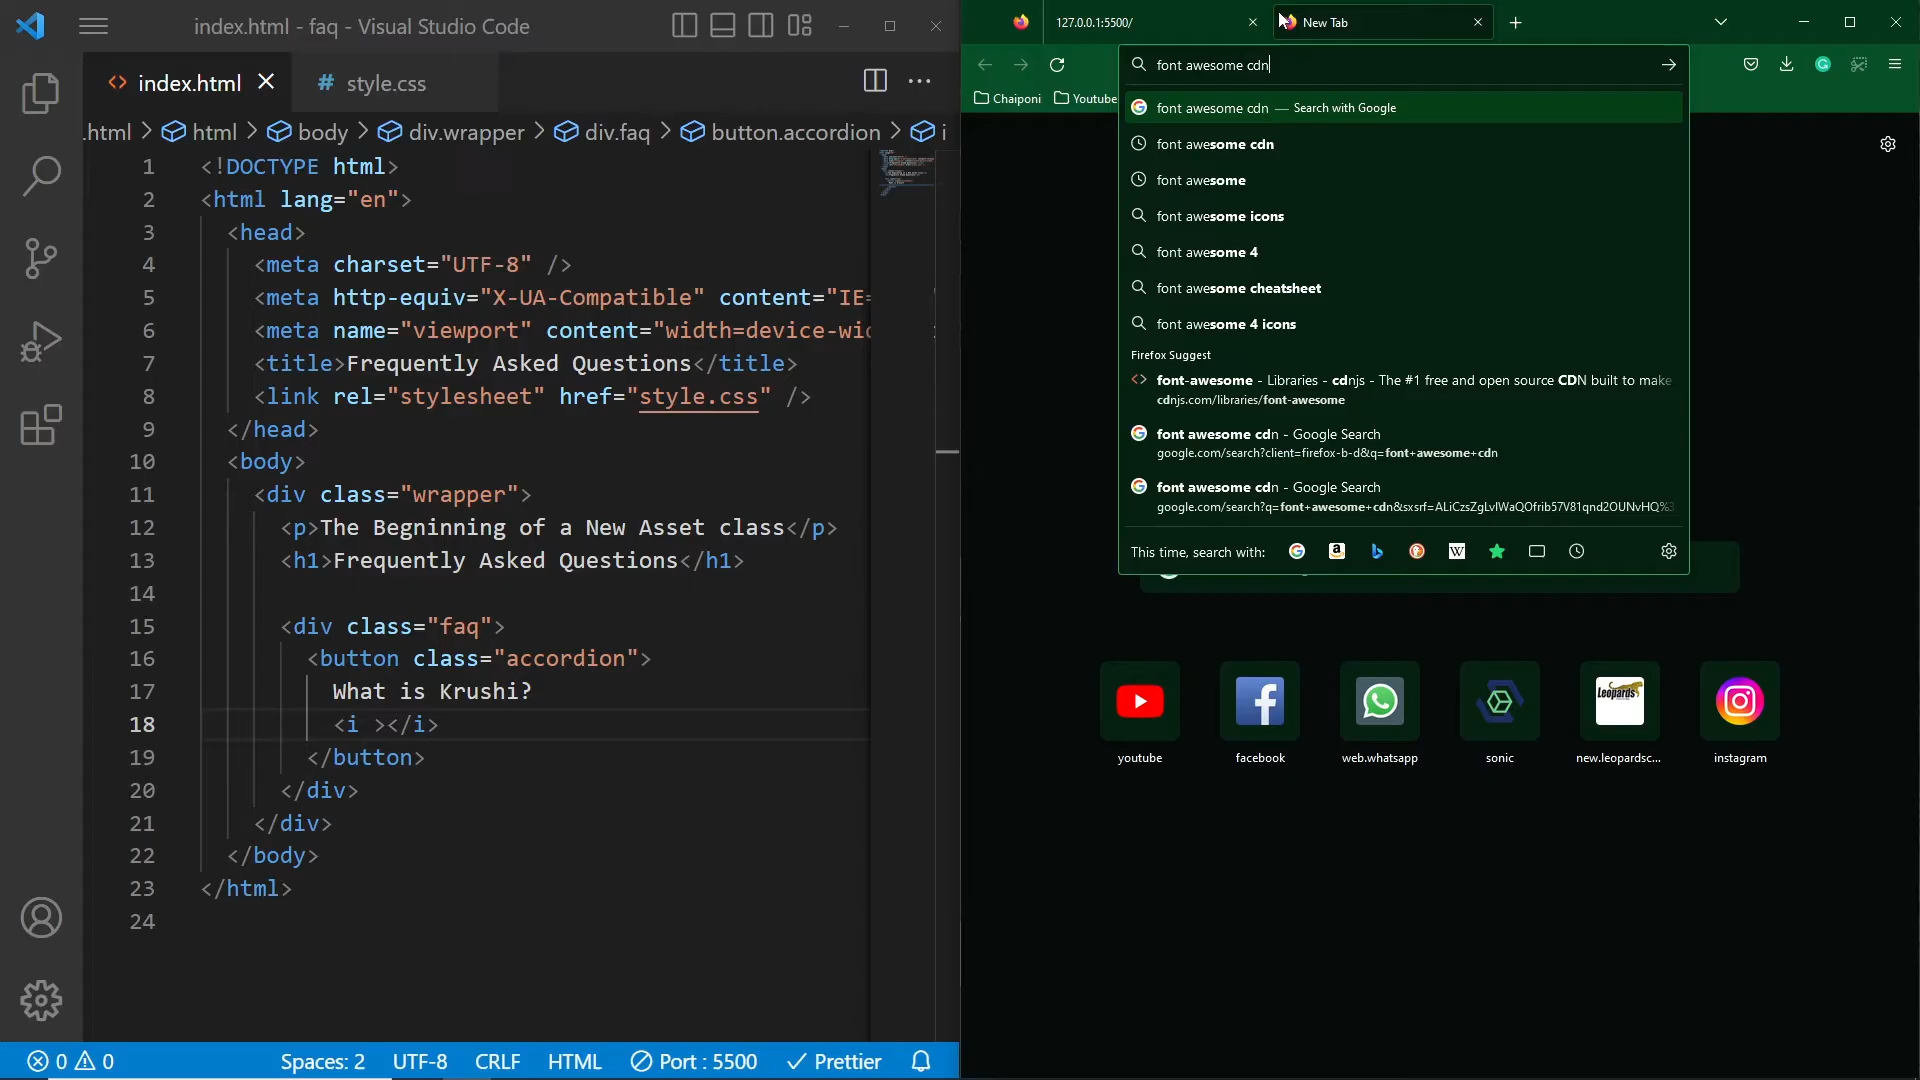 index.html - faq - Visual Studio Code
index.html
# style.css
.html > html > body > div.wrapper > div.faq > button.accordion > i
1 <!DOCTYPE html>
2 <html lang="en">
3 <head>
4 <meta charset="UTF-8" />
5 <meta http-equiv="X-UA-Compatible" content="IE=
6 <meta name="viewport" content="width=device-wid
7 <title>Frequently Asked Questions</title>
8 <link rel="stylesheet" href="style.css" />
9 </head>
10 <body>
11 <div class="wrapper">
12 <p>The Begninning of a New Asset class</p>
13 <h1>Frequently Asked Questions</h1>
14
15 <div class="faq">
16 <button class="accordion">
17 What is Krushi?
18 <i ></i>
19 </button>
20 </div>
21 </div>
22 </body>
23 </html>
24
0 0 Spaces: 2 UTF-8 CRLF HTML Port : 5500 Prettier
127.0.0.1:5500/
New Tab
font awesome cdn
Chaiponi
Youtube
font awesome cdn — Search with Google
font awesome cdn
font awesome
font awesome icons
font awesome 4
font awesome cheatsheet
font awesome 4 icons
Firefox Suggest
font-awesome - Libraries - cdnjs - The #1 free and open source CDN built to make
cdnjs.com/libraries/font-awesome
font awesome cdn - Google Search
google.com/search?client=firefox-b-d&q=font+awesome+cdn
font awesome cdn - Google Search
google.com/search?q=font+awesome+cdn&sxsrf=
This time, search with:
Leopards
youtube
facebook
web.whatsapp
sonic
new.leopardsc...
instagram